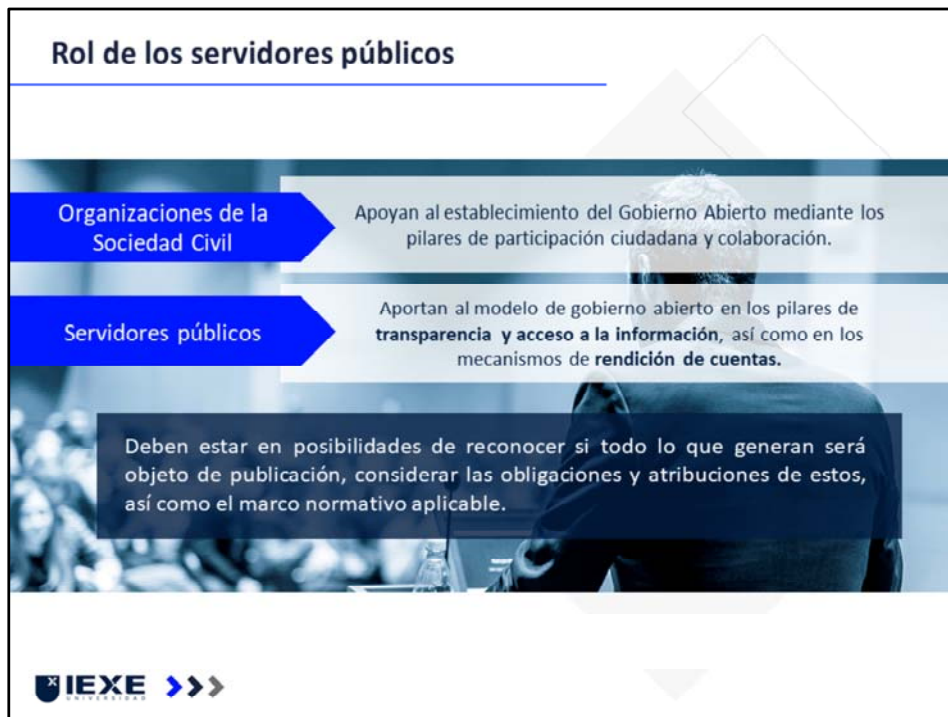 Rol de los servidores públicos
Organizaciones de la
Sociedad Civil
Apoyan al establecimiento del Gobierno Abierto mediante los
pilares de participación ciudadana y colaboración.
Servidores públicos
Aportan al modelo de gobierno abierto en los pilares de
transparencia y acceso a la información, así como en los
mecanismos de rendición de cuentas.
Deben estar en posibilidades de reconocer si todo lo que generan será
objeto de publicación, considerar las obligaciones y atribuciones de estos,
así como el marco normativo aplicable.
IEXE
UNIVERSIDAD